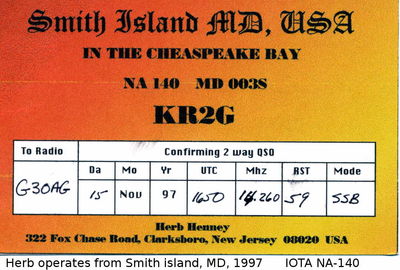 Smith Island MD, USA
IN THE CHEASPEAKE BAY
NA 140 MD 003S
KR2G
To Radio Confirming 2 way QSO
Da Mo Yr UTC Mhz RST Mode
G3OAG 15 NOV 97 1650 14.260 59 SSB
Herb Henney
322 Fox Chase Road, Clarksboro, New Jersey 08020 USA
Herb operates from Smith island, MD, 1997 IOTA NA-140